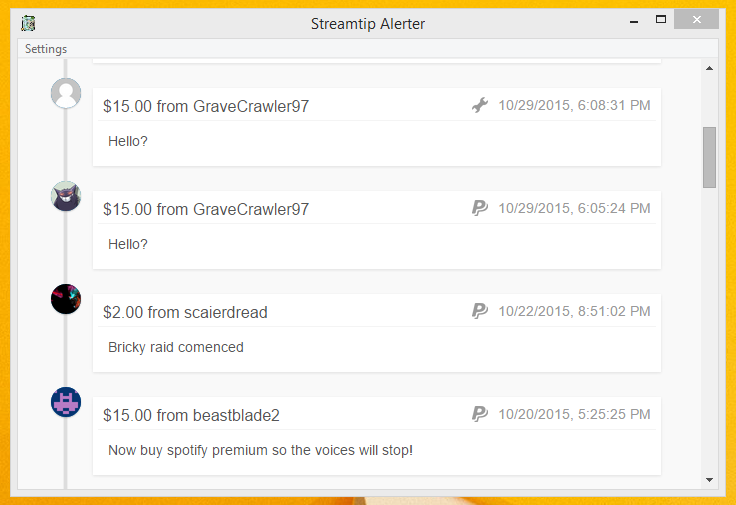 Streamtip Alerter
Settings
$15.00 from GraveCrawler97 10/29/2015, 6:08:31 PM
Hello?
$15.00 from GraveCrawler97 10/29/2015, 6:05:24 PM
Hello?
$2.00 from scaierdread 10/22/2015, 8:51:02 PM
Bricky raid comenced
$15.00 from beastblade2 10/20/2015, 5:25:25 PM
Now buy spotify premium so the voices will stop!